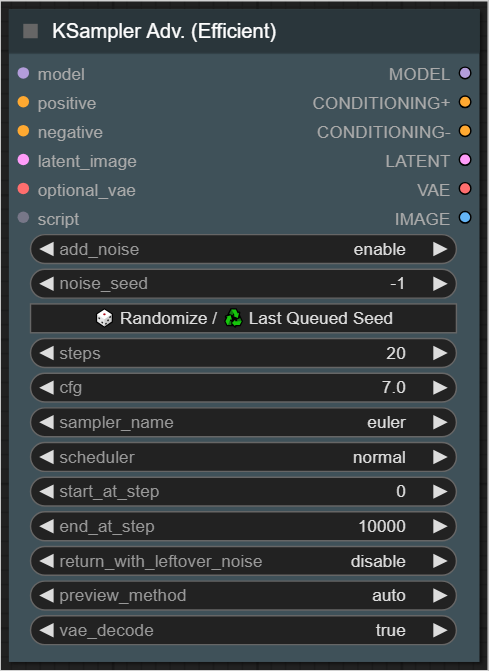 KSampler Adv. (Efficient)
model MODEL
positive CONDITIONING+
negative CONDITIONING-
latent_image LATENT
optional_vae VAE
script IMAGE
add_noise enable
noise_seed -1
Randomize / Last Queued Seed
steps 20
cfg 7.0
sampler_name euler
scheduler normal
start_at_step 0
end_at_step 10000
return_with_leftover_noise disable
preview_method auto
vae_decode true